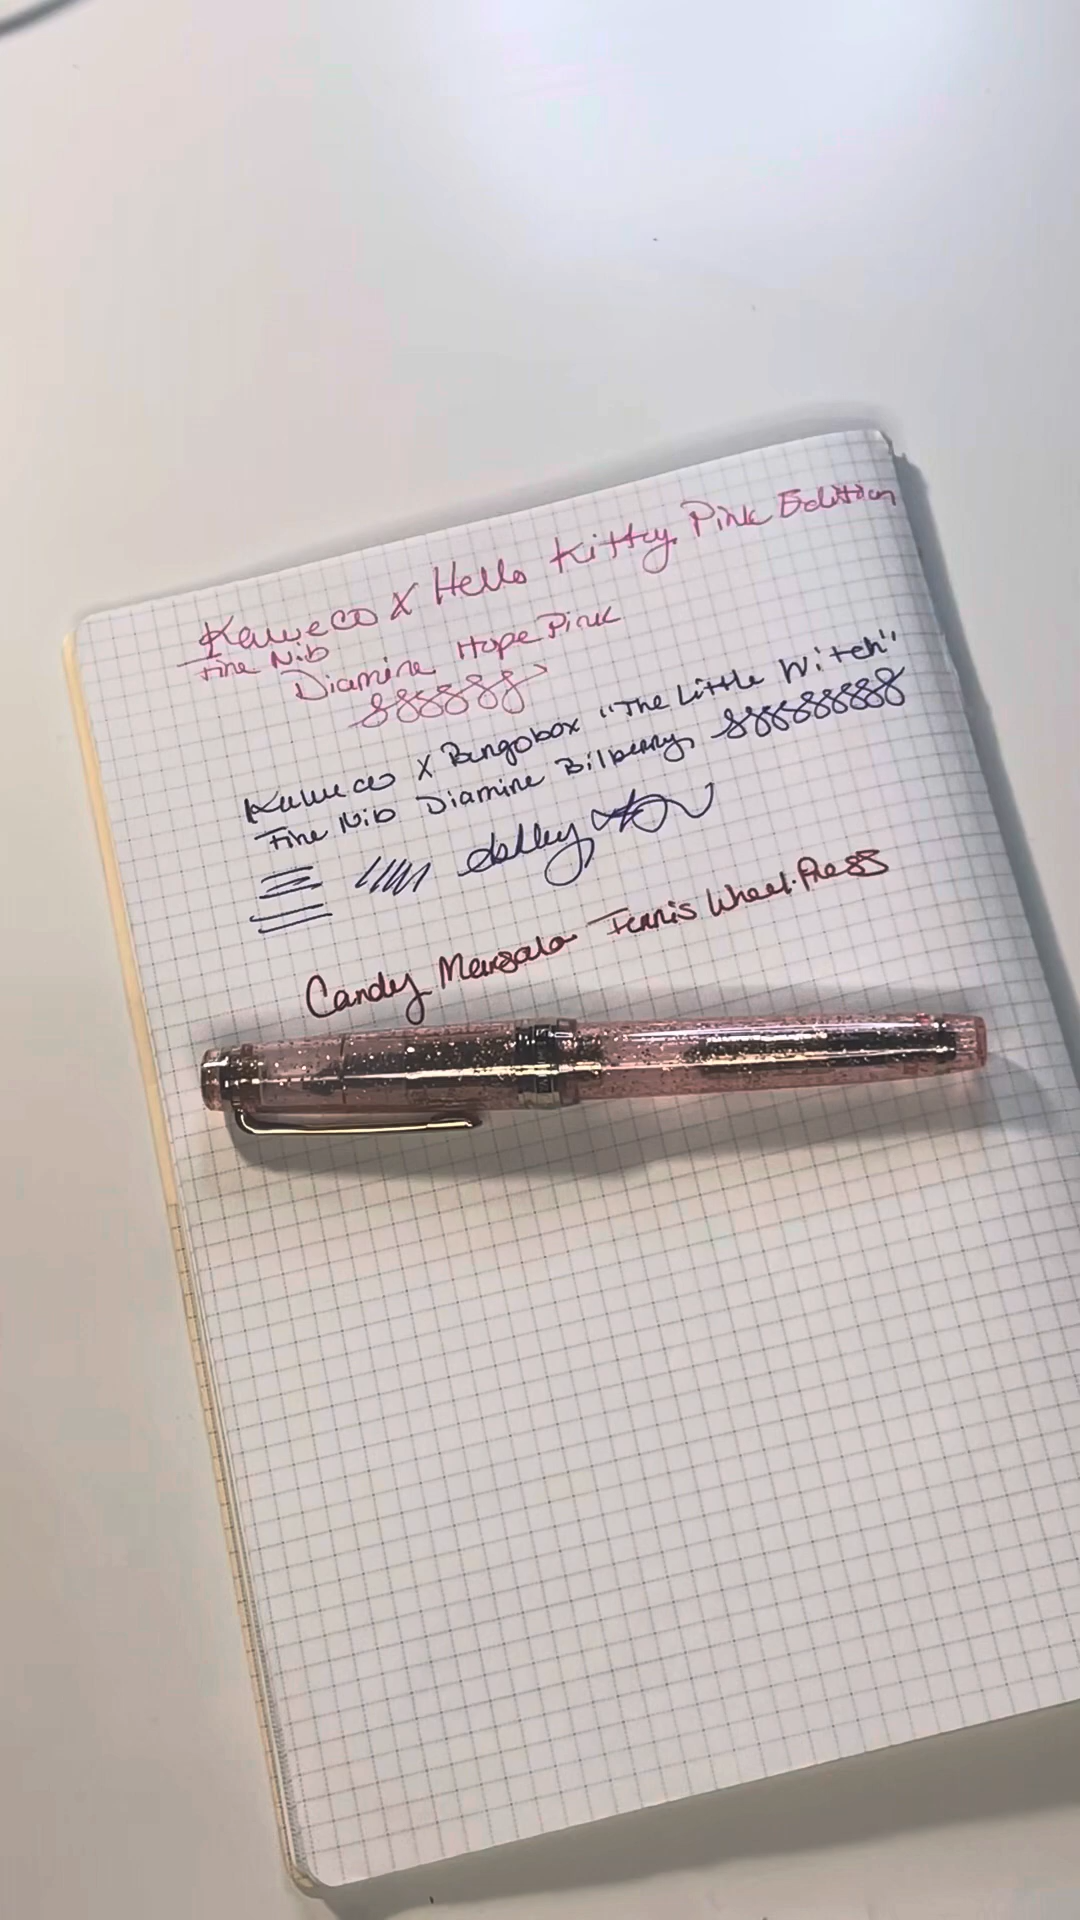 Kaweco X Hello Kitty Pink Edition
Fine Nib
Diamine Hope Pink
Kaweco X Bungobox "The Little Witch"
Fine Nib Diamine Bilberry
Candy Marsala Ferris Wheel Press